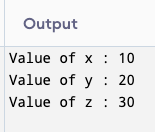 Output
Value of x : 10
Value of y : 20
Value of z : 30